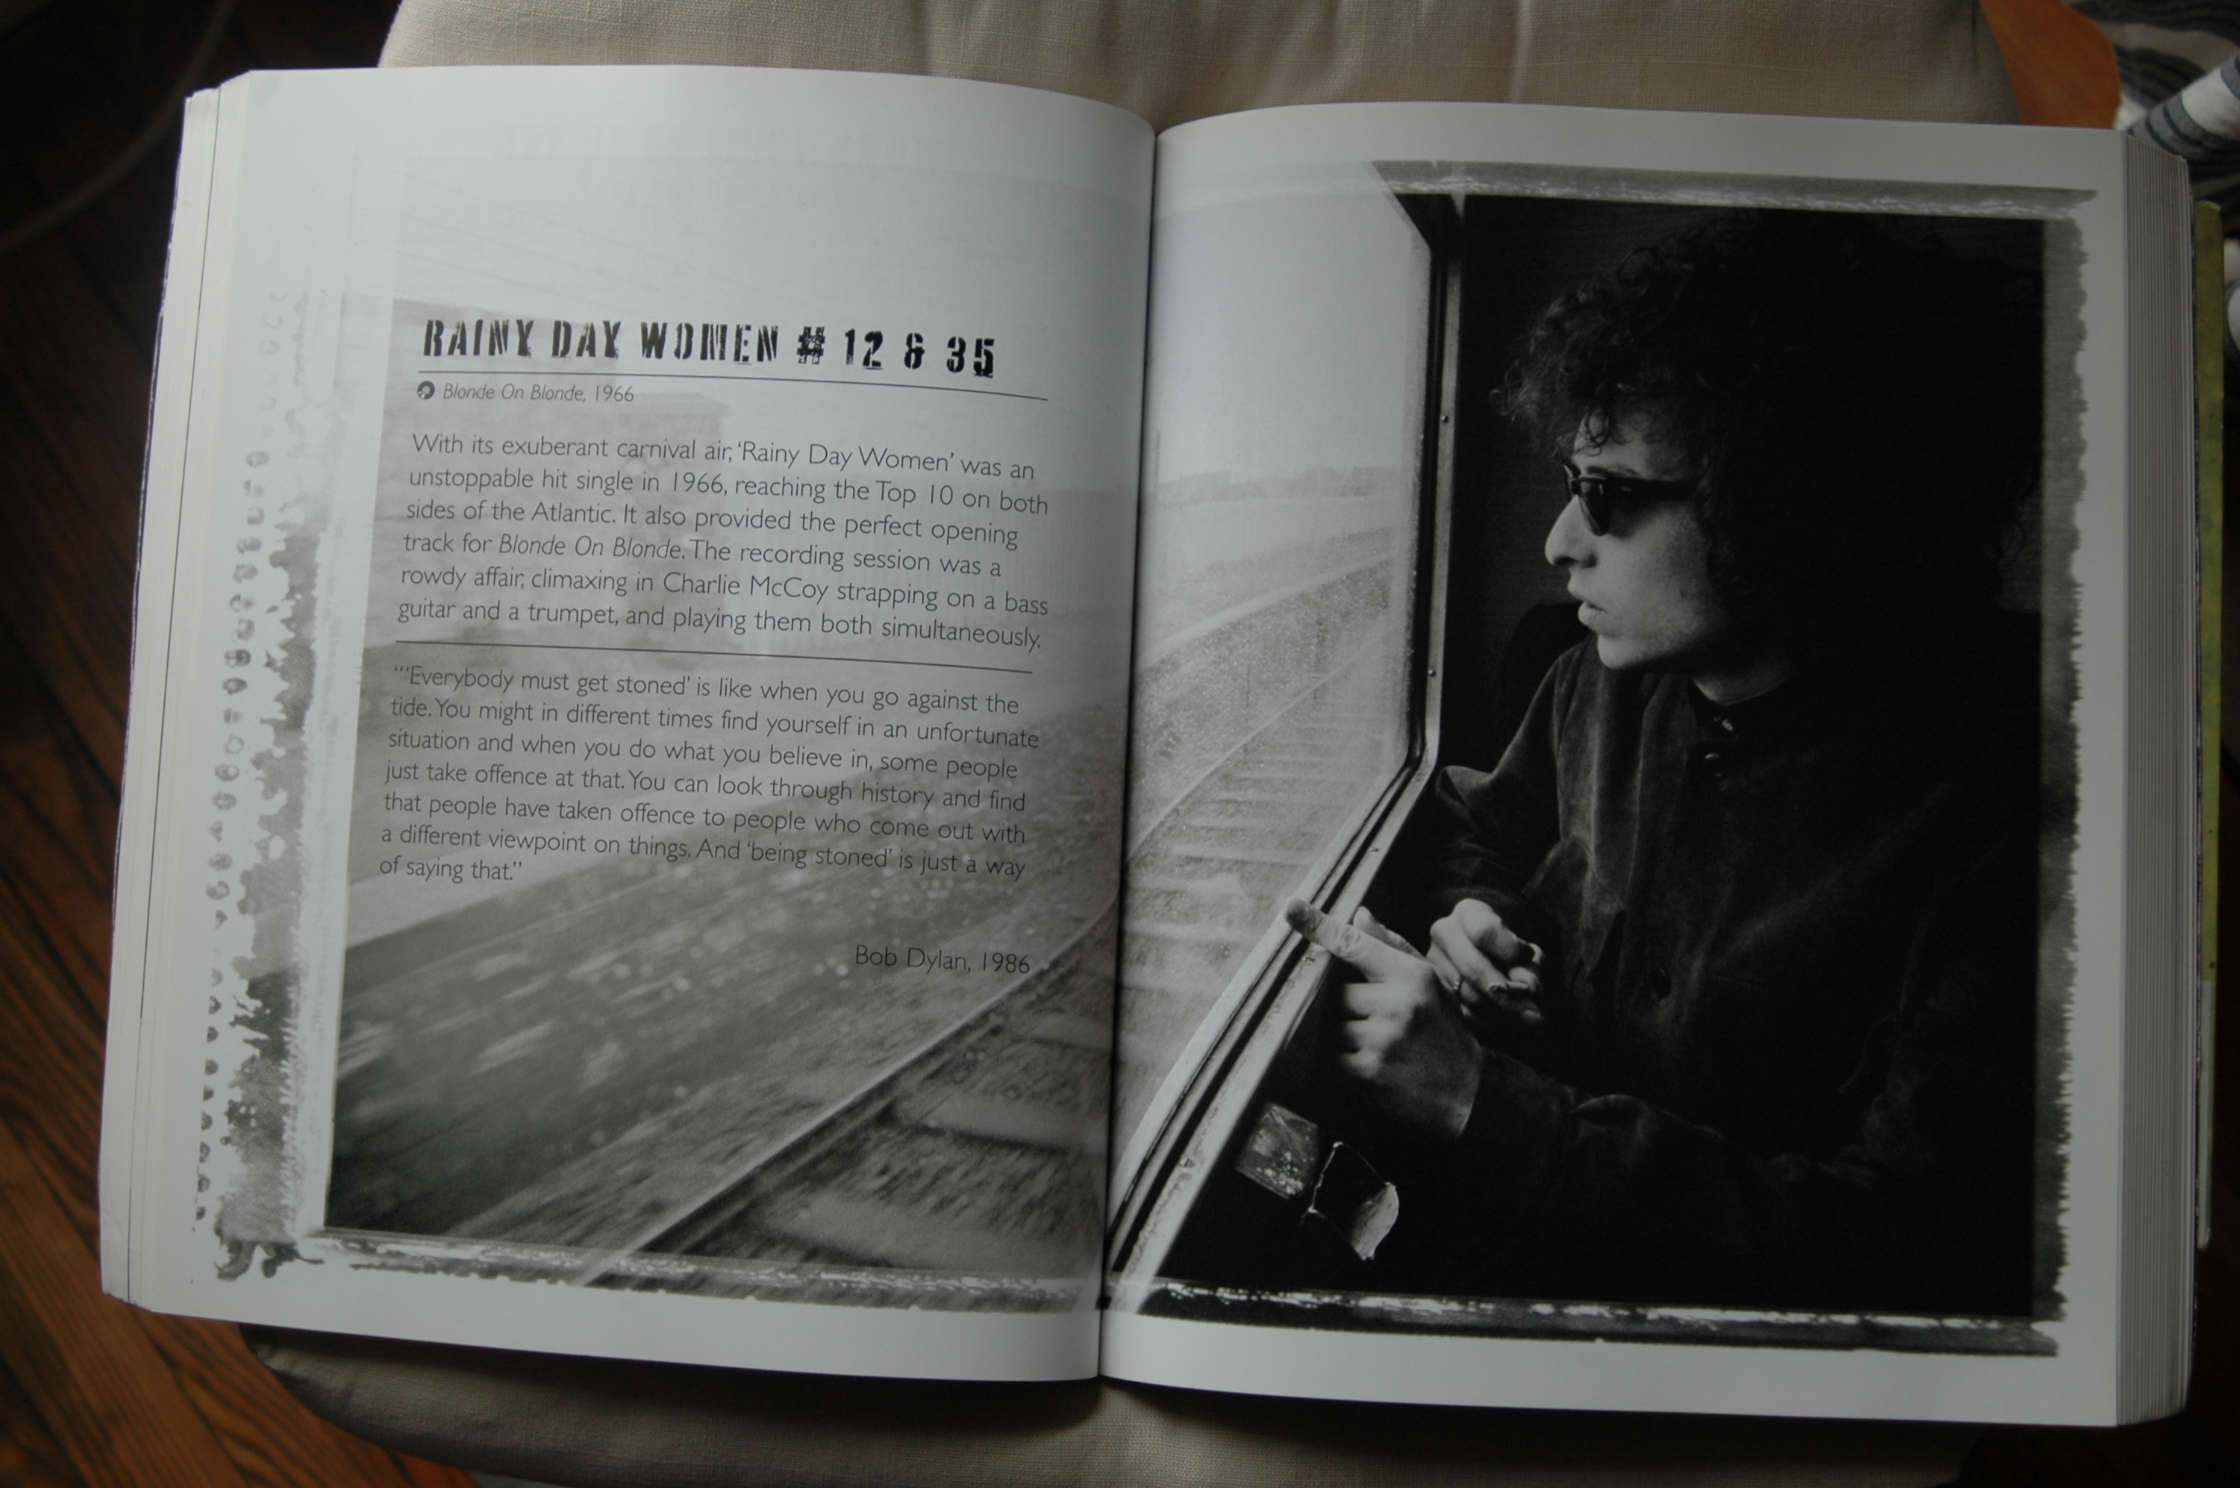 RAINY DAY WOMEN # 12 & 35
Blonde On Blonde, 1966
With its exuberant carnival air, ‘Rainy Day Women’ was an
unstoppable hit single in 1966, reaching the Top 10 on both
sides of the Atlantic. It also provided the perfect opening
track for Blonde On Blonde. The recording session was a
rowdy affair, climaxing in Charlie McCoy strapping on a bass
guitar and a trumpet, and playing them both simultaneously.
“‘Everybody must get stoned’ is like when you go against the
tide. You might in different times find yourself in an unfortunate
situation and when you do what you believe in, some people
just take offence at that. You can look through history and find
that people have taken offence to people who come out with
a different viewpoint on things. And ‘being stoned’ is just a way
of saying that.”
Bob Dylan, 1986